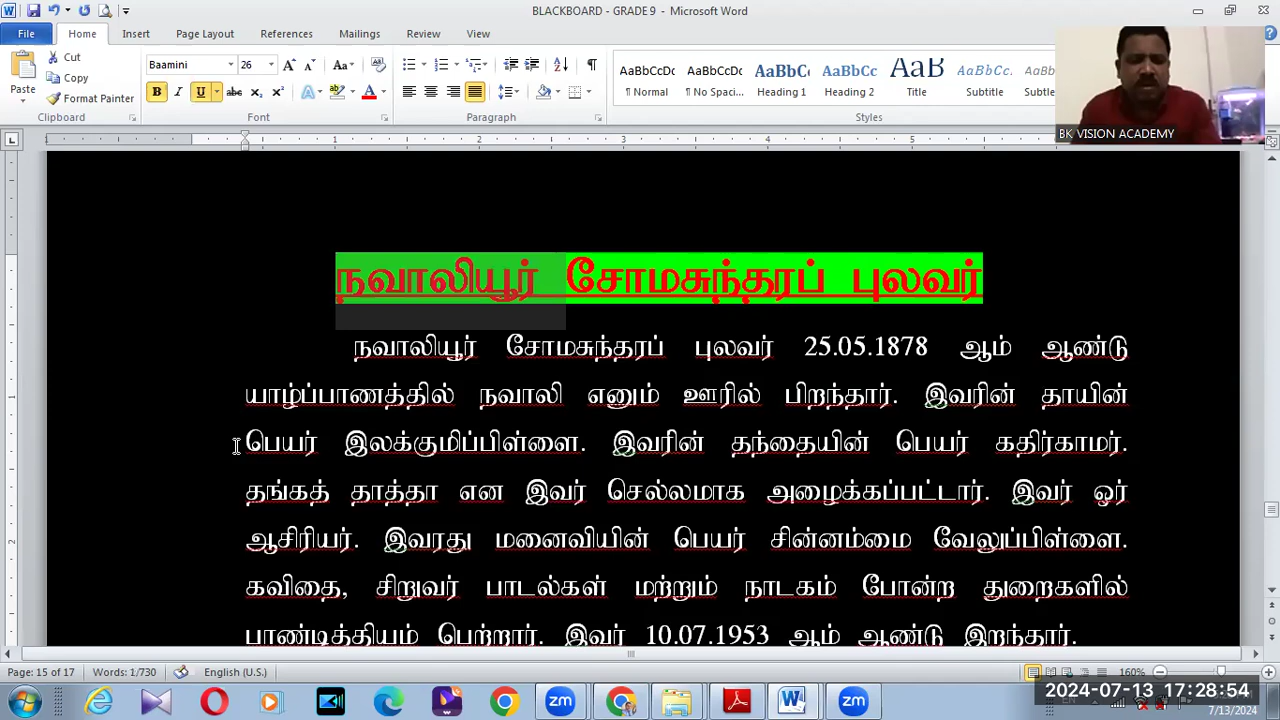 BLACKBOARD - GRADE 9 - Microsoft Word
File Home Insert Page Layout References Mailings Review View
Cut
Copy
Format Painter
Paste
Clipboard
Baamini 26
Font
Paragraph
AaBbCcDc AaBbCcDc AaBbCc AaBbCc AaB AaBbCc. AaBb
¶ Normal ¶ No Spaci... Heading 1 Heading 2 Title Subtitle Subtle
Styles
BK VISION ACADEMY
1 2 3 4 5
நவாலியூர் சோமசுந்தரப் புலவர்
நவாலியூர் சோமசுந்தரப் புலவர் 25.05.1878 ஆம் ஆண்டு
யாழ்ப்பாணத்தில் நவாலி எனும் ஊரில் பிறந்தார். இவரின் தாயின்
பெயர் இலக்குமிப்பிள்ளை. இவரின் தந்தையின் பெயர் கதிர்காமர்.
தங்கத் தாத்தா என இவர் செல்லமாக அழைக்கப்பட்டார். இவர் ஓர்
ஆசிரியர். இவரது மனைவியின் பெயர் சின்னம்மை வேலுப்பிள்ளை.
கவிதை, சிறுவர் பாடல்கள் மற்றும் நாடகம் போன்ற துறைகளில்
பாண்டித்தியம் பெற்றார். இவர் 10.07.1953 ஆம் ஆண்டு இறந்தார்.
Page: 15 of 17 Words: 1/730 English (U.S.) 160%
2024-07-13 17:28:54
7/13/2024